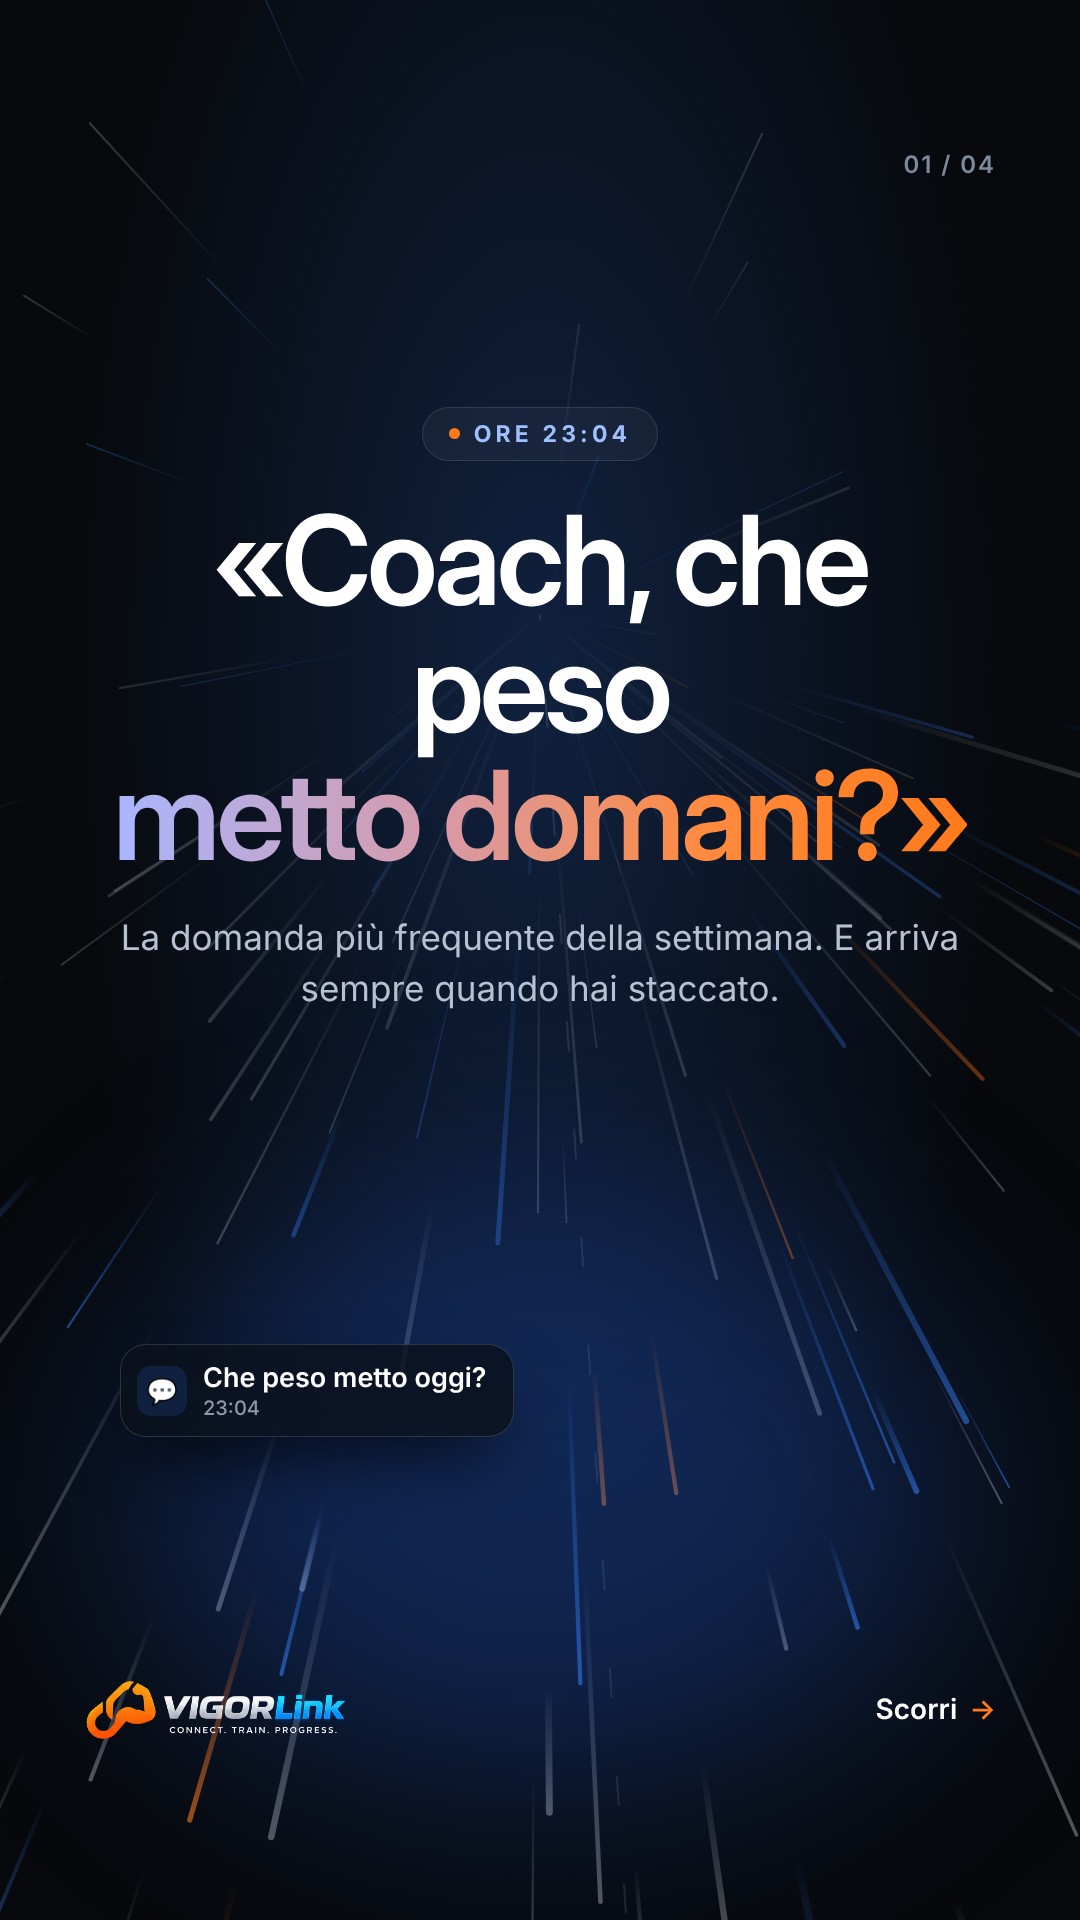 01 / 04
ORE 23:04
«Coach, che
peso
metto domani?»
La domanda più frequente della settimana. E arriva
sempre quando hai staccato.
Che peso metto oggi?
23:04
VIGORLink
CONNECT. TRAIN. PROGRESS.
Scorri →